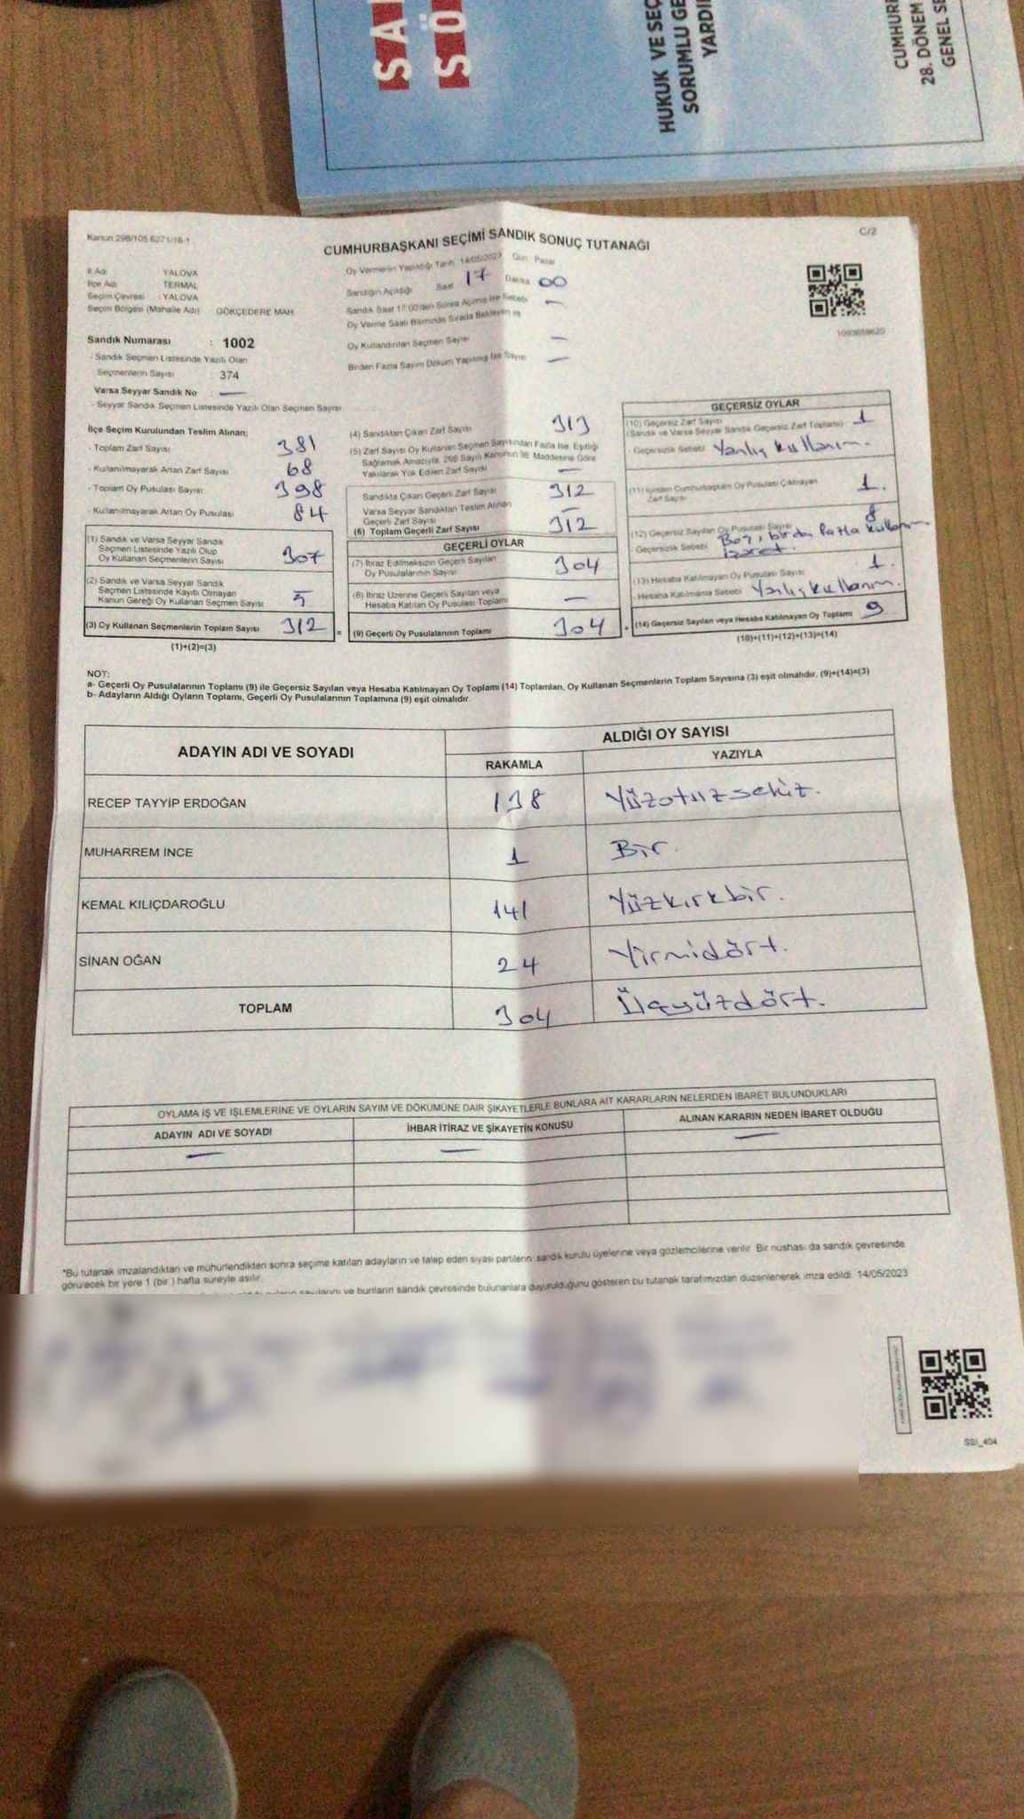 SA
SÖ
HUKUK VE SEÇ
SORUMLU GE
YARDI
CUMHUR
28. DÖNEM
GENEL SE
Kanun 298/105 6271/16-1
CUMHURBAŞKANI SEÇİMİ SANDIK SONUÇ TUTANAĞI
C/2
İl Adı YALOVA
İlçe Adı TERMAL
Seçim Çevresi : YALOVA
Seçim Bölgesi (Mahalle Adı) GÖKÇEDERE MAH.
Oy Vermenin Yapıldığı Tarih: 14/05/2023 Gün: Pazar
Sandığın Açıldığı Saat 17 Dakika 00
Sandık Saat 17:00'den Sonra Açılmış İse Sebebi —
Oy Verme Saati Bitiminde Sırada Bekleyen ve
Oy Kullandırılan Seçmen Sayısı —
Birden Fazla Sayım Döküm Yapılmış İse Sayısı —
Sandık Numarası : 1002
- Sandık Seçmen Listesinde Yazılı Olan
Seçmenlerin Sayısı 374
Varsa Seyyar Sandık No : —
- Seyyar Sandık Seçmen Listesinde Yazılı Olan Seçmen Sayısı
İlçe Seçim Kurulundan Teslim Alınan;
- Toplam Zarf Sayısı 381
- Kullanılmayarak Artan Zarf Sayısı 68
- Toplam Oy Pusulası Sayısı 398
- Kullanılmayarak Artan Oy Pusulası 84
(1) Sandık ve Varsa Seyyar Sandık
Seçmen Listesinde Yazılı Olup
Oy Kullanan Seçmenlerin Sayısı 307
(2) Sandık ve Varsa Seyyar Sandık
Seçmen Listesinde Kayıtlı Olmayan
Kanun Gereği Oy Kullanan Seçmen Sayısı 5
(3) Oy Kullanan Seçmenlerin Toplam Sayısı 312 =
(1)+(2)=(3)
(4) Sandıktan Çıkan Zarf Sayısı 313
(5) Zarf Sayısı Oy Kullanan Seçmen Sayısından Fazla İse, Eşitliği
Sağlamak Amacıyla, 298 Sayılı Kanunun 98. Maddesine Göre
Yakılarak Yok Edilen Zarf Sayısı —
Sandıkta Çıkan Geçerli Zarf Sayısı 312
Varsa Seyyar Sandıktan Teslim Alınan
Geçerli Zarf Sayısı —
(6) Toplam Geçerli Zarf Sayısı 312
GEÇERLİ OYLAR
(7) İtiraz Edilmeksizin Geçerli Sayılan
Oy Pusulalarının Sayısı 304
(8) İtiraz Üzerine Geçerli Sayılan veya
Hesaba Katılan Oy Pusulası Toplamı —
(9) Geçerli Oy Pusulalarının Toplamı 304 +
GEÇERSİZ OYLAR
(10) Geçersiz Zarf Sayısı
(Sandık ve Varsa Seyyar Sandık Geçersiz Zarf Toplamı) 1
Geçersizlik Sebebi Yanlış kullanım.
Zarf Sayısı 1.
(12) Geçersiz Sayılan Oy Pusulası Sayısı 8
Geçersizlik Sebebi Boş, birden fazla kullanım
(13) Hesaba Katılmayan Oy Pusulası Sayısı 1.
Hesaba Katılmama Sebebi Yanlış kullanım.
(14) Geçersiz Sayılan veya Hesaba Katılmayan Oy Toplamı 9
(10)+(11)+(12)+(13)=(14)
NOT:
a- Geçerli Oy Pusulalarının Toplamı (9) ile Geçersiz Sayılan veya Hesaba Katılmayan Oy Toplamı (14) Toplamları, Oy Kullanan Seçmenlerin Toplam Sayısına (3) eşit olmalıdır. (9)+(14)=(3)
b- Adayların Aldığı Oyların Toplamı, Geçerli Oy Pusulalarının Toplamına (9) eşit olmalıdır.
ADAYIN ADI VE SOYADI
ALDIĞI OY SAYISI
RAKAMLA YAZIYLA
RECEP TAYYİP ERDOĞAN 138 Yüzotuzsekiz.
MUHARREM İNCE 1 Bir
KEMAL KILIÇDAROĞLU 141 Yüzkırkbir.
SİNAN OĞAN 24 Yirmidört.
TOPLAM 304 Üçyüzdört.
OYLAMA İŞ VE İŞLEMLERİNE VE OYLARIN SAYIM VE DÖKÜMÜNE DAİR ŞİKAYETLERLE BUNLARA AİT KARARLARIN NELERDEN İBARET BULUNDUKLARI
ADAYIN ADI VE SOYADI İHBAR İTİRAZ VE ŞİKAYETİN KONUSU ALINAN KARARIN NEDEN İBARET OLDUĞU
— — —
*Bu tutanak imzalandıktan ve mühürlendikten sonra seçime katılan adayların ve talep eden siyasi partilerin sandık kurulu üyelerine veya gözlemcilerine verilir. Bir nüshası da sandık çevresinde
görülecek bir yere 1 (bir ) hafta süreyle asılır.
ve bunların sandık çevresinde bulunanlara duyurulduğunu gösteren bu tutanak tarafımızdan düzenlenerek imza edildi. 14/05/2023
SSI_404